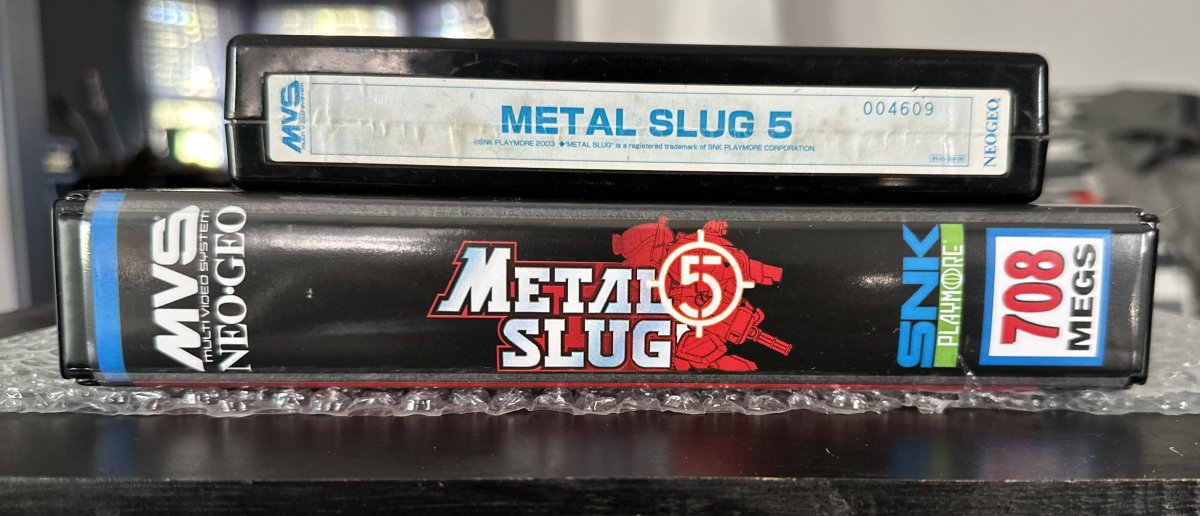 MVS
METAL SLUG 5
004609
©SNK PLAYMORE 2003 ◆"METAL SLUG" is a registered trademark of SNK PLAYMORE CORPORATION.
NEOGEO
MVS
MULTI VIDEO SYSTEM
NEO·GEO
METAL
SLUG
5
SNK
PLAYMORE
708
MEGS